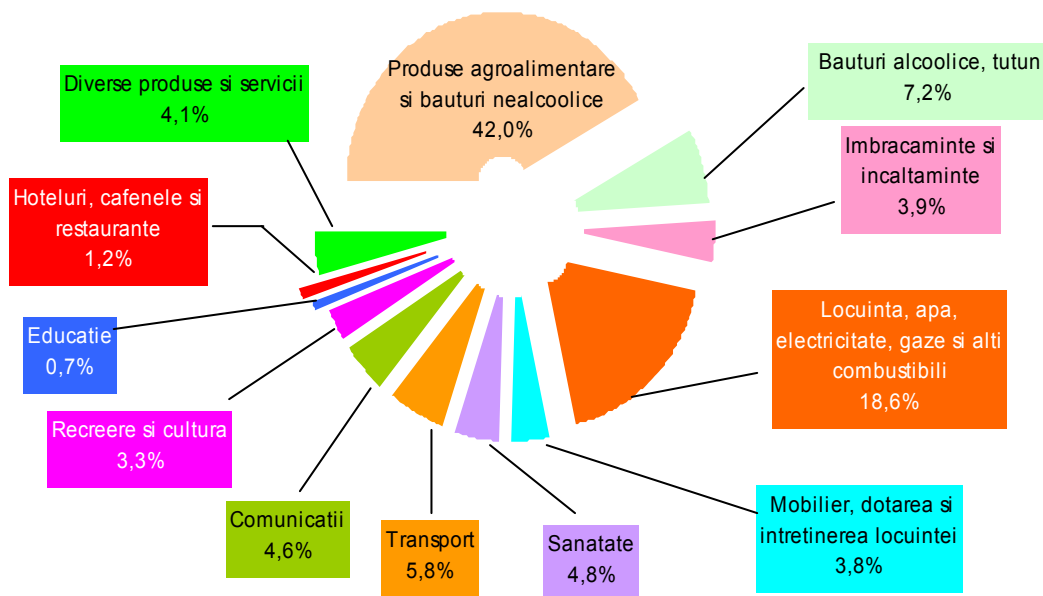 Produse agroalimentare
si bauturi nealcoolice
42,0%
Bauturi alcoolice, tutun
7,2%
Imbracaminte si
incaltaminte
3,9%
Locuinta, apa,
electricitate, gaze si alti
combustibili
18,6%
Mobilier, dotarea si
intretinerea locuintei
3,8%
Sanatate
4,8%
Transport
5,8%
Comunicatii
4,6%
Recreere si cultura
3,3%
Educatie
0,7%
Hoteluri, cafenele si
restaurante
1,2%
Diverse produse si servicii
4,1%